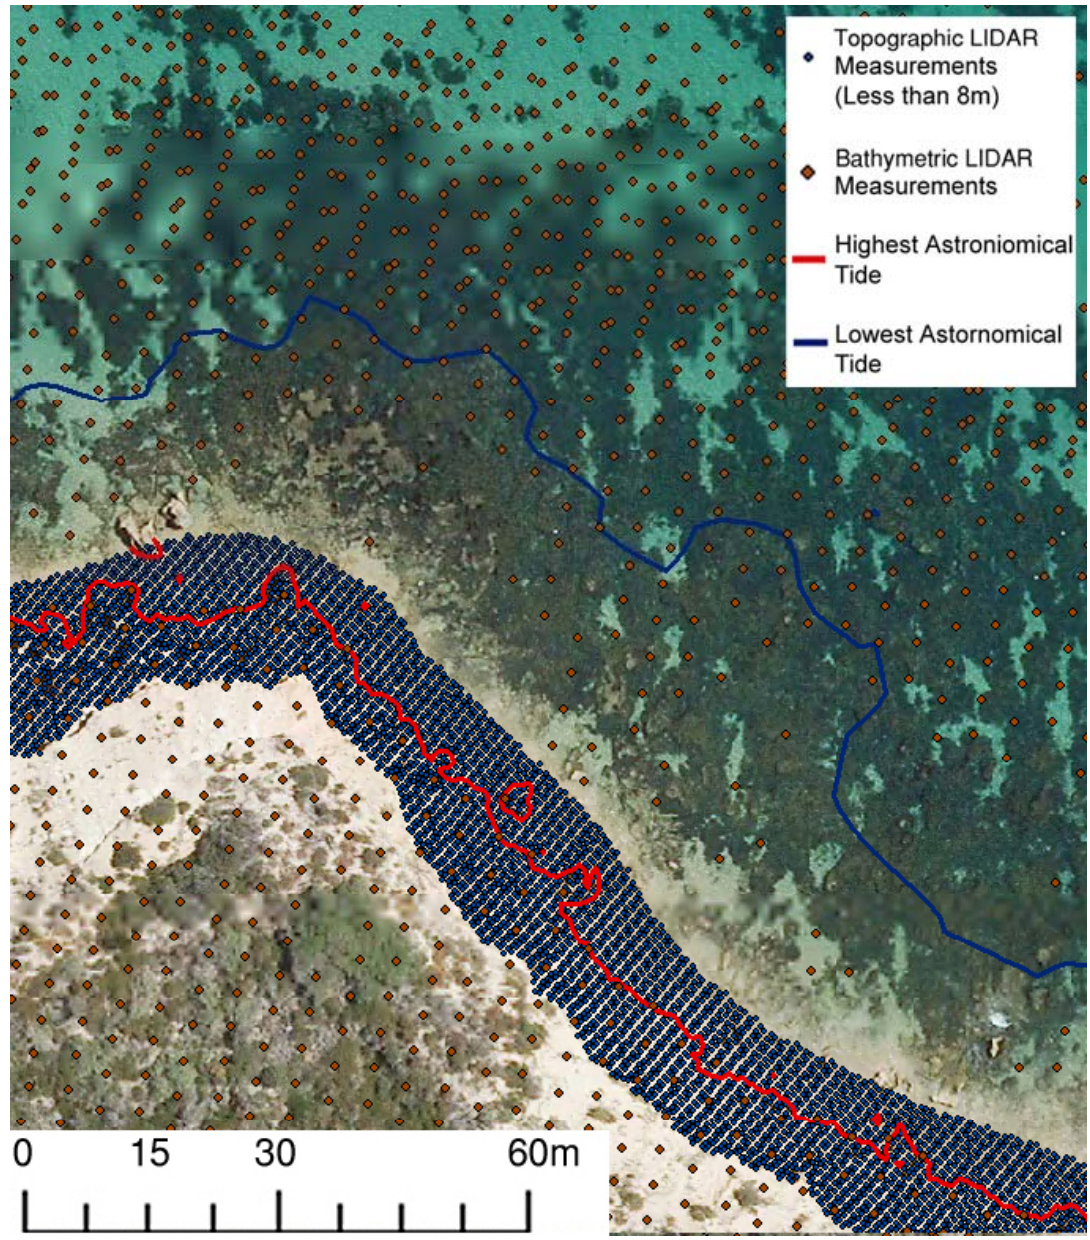 Topographic LIDAR
Measurements
(Less than 8m)
Bathymetric LIDAR
Measurements
Highest Astroniomical
Tide
Lowest Astornomical
Tide
0 15 30 60m